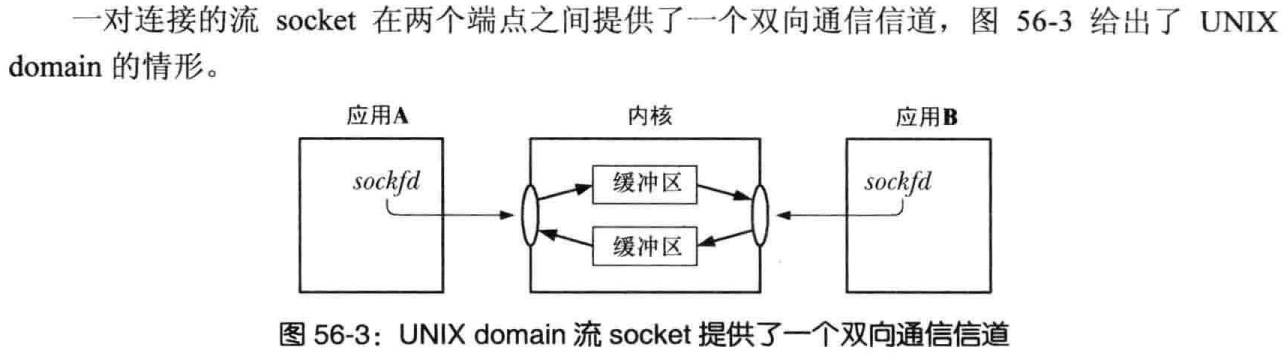 一对连接的流 socket 在两个端点之间提供了一个双向通信信道，图 56-3 给出了 UNIX
domain 的情形。
应用A 内核 应用B
sockfd 缓冲区 sockfd
缓冲区
图 56-3：UNIX domain 流 socket 提供了一个双向通信信道